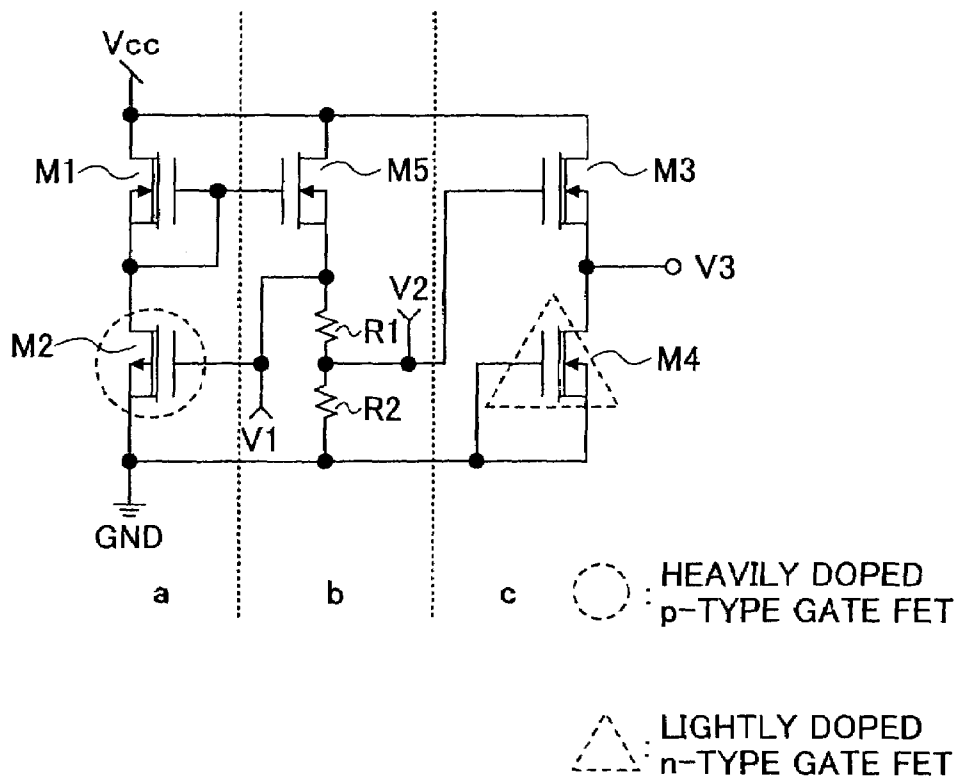 Vcc
M1
M5
M3
V2
V3
M2
R1
M4
V1
R2
GND
a
b
c
: HEAVILY DOPED
p-TYPE GATE FET
: LIGHTLY DOPED
n-TYPE GATE FET